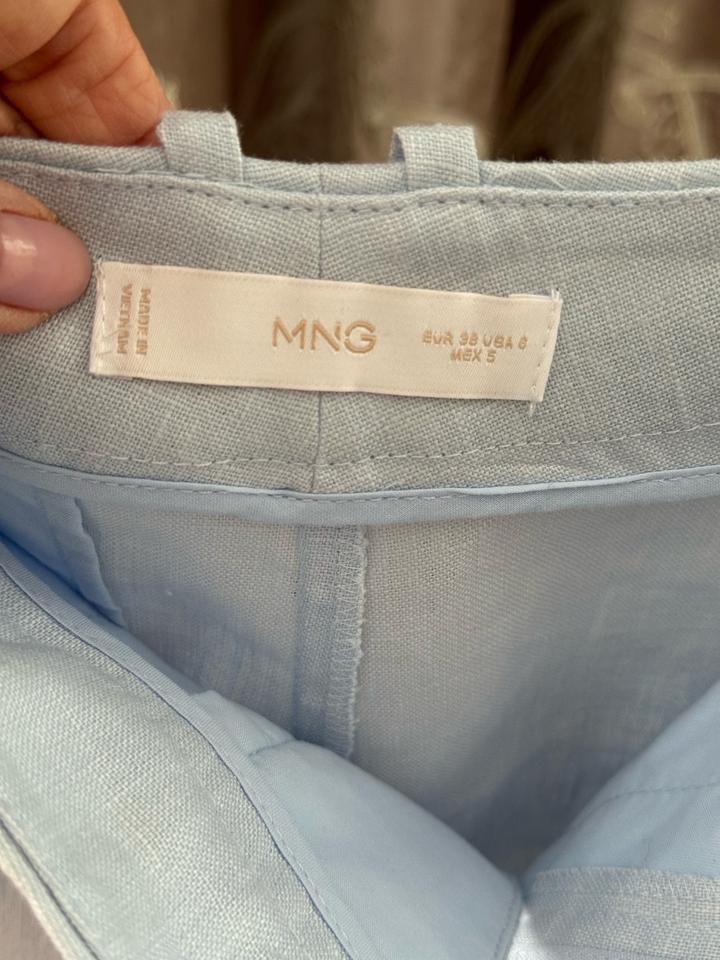 MADE IN
VIETNAM
MNG
EUR 38 USA 6
MEX 5